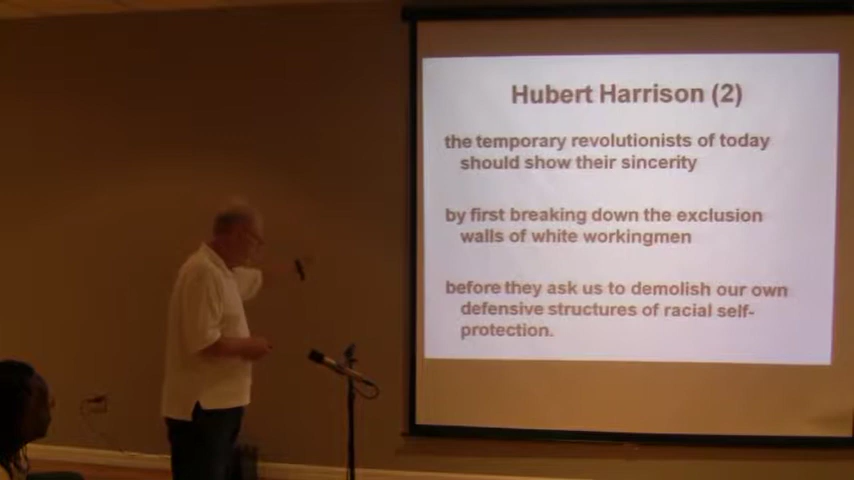 Hubert Harrison (2)
the temporary revolutionists of today
should show their sincerity
by first breaking down the exclusion
walls of white workingmen
before they ask us to demolish our own
defensive structures of racial self-
protection.